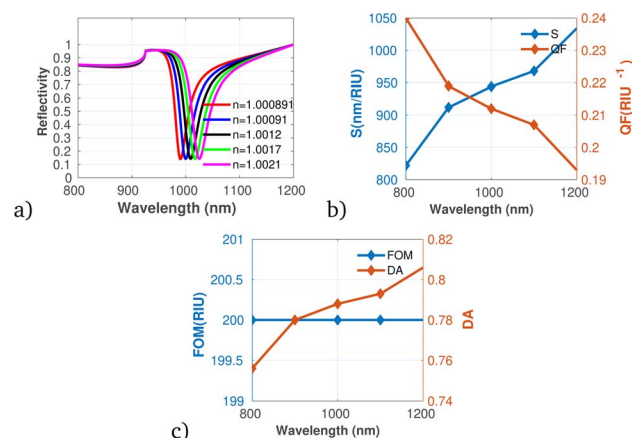 a)
Reflectivity
1
0.9
0.8
0.7
0.6
0.5
0.4
0.3
0.2
0.1
0
800 900 1000 1100 1200
Wavelength (nm)
n=1.000891
n=1.00091
n=1.0012
n=1.0017
n=1.0021
b)
S(nm/RIU)
1050
1000
950
900
850
800
800 1000 1200
Wavelength (nm)
S
QF
0.24
0.23
0.22
0.21
0.2
0.19
QF(RIU -1)
c)
FOM(RIU)
201
200.5
200
199.5
199
800 1000 1200
Wavelength (nm)
FOM
DA
0.82
0.8
0.78
0.76
0.74
DA